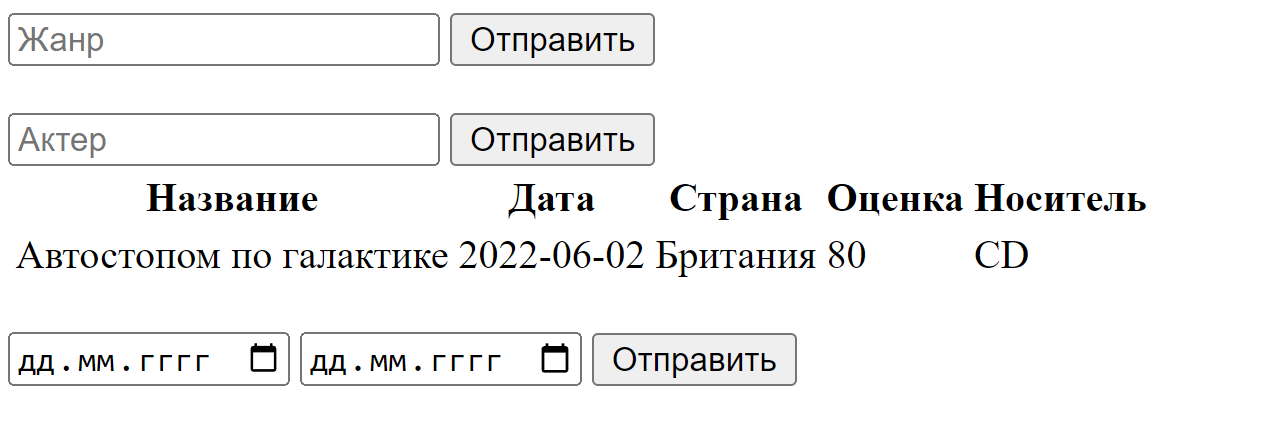 Жанр Отправить
Актер Отправить
Название Дата Страна Оценка Носитель
Автостопом по галактике 2022-06-02 Британия 80 CD
дд.мм.гггг дд.мм.гггг Отправить